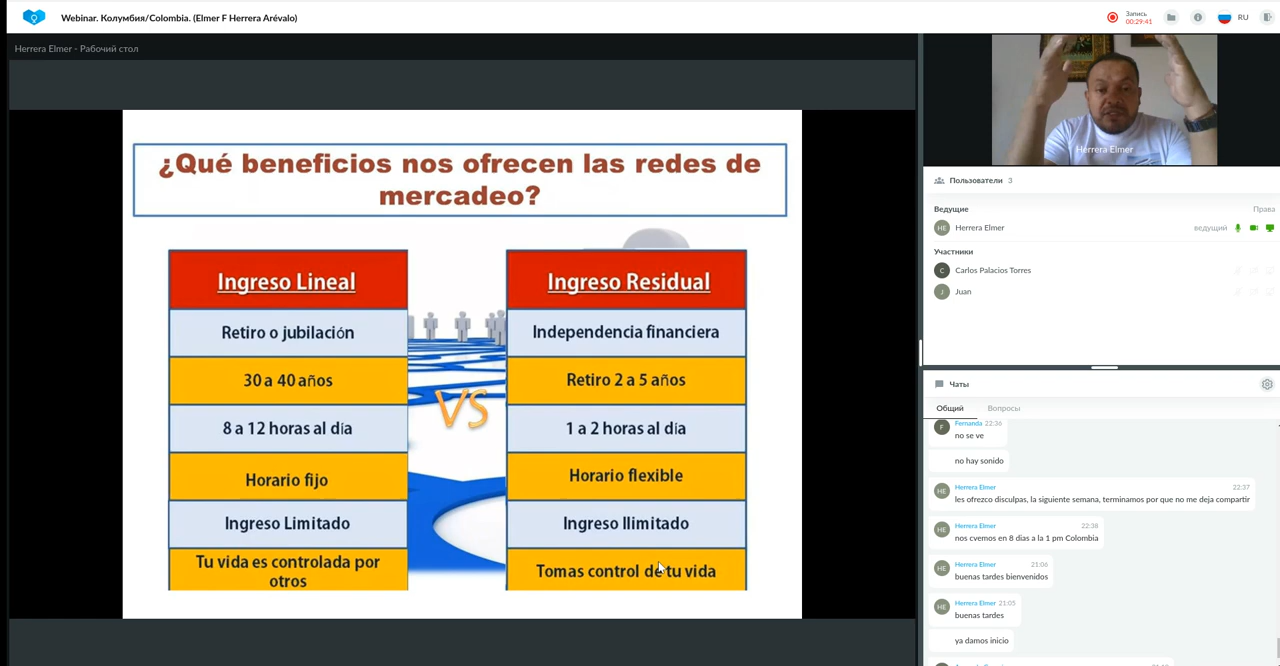 Webinar. Колумбия/Colombia. (Elmer F Herrera Arévalo)
Запись
00:29:41
RU
Herrera Elmer - Рабочий стол
¿Qué beneficios nos ofrecen las redes de
mercadeo?
Ingreso Lineal
Retiro o jubilación
30 a 40 años
8 a 12 horas al día
Horario fijo
Ingreso Limitado
Tu vida es controlada por
otros
VS
Ingreso Residual
Independencia financiera
Retiro 2 a 5 años
1 a 2 horas al día
Horario flexible
Ingreso Ilimitado
Tomas control de tu vida
Herrera Elmer
Пользователи 3
Ведущие Права
HE Herrera Elmer ведущий
Участники
C Carlos Palacios Torres
J Juan
Чаты
Общий Вопросы
F Fernanda 22:36
no se ve
no hay sonido
HE Herrera Elmer 22:37
les ofrezco disculpas, la siguiente semana, terminamos por que no me deja compartir
HE Herrera Elmer 22:38
nos cvemos en 8 dias a la 1 pm Colombia
HE Herrera Elmer 21:06
buenas tardes bienvenidos
HE Herrera Elmer 21:05
buenas tardes
ya damos inicio